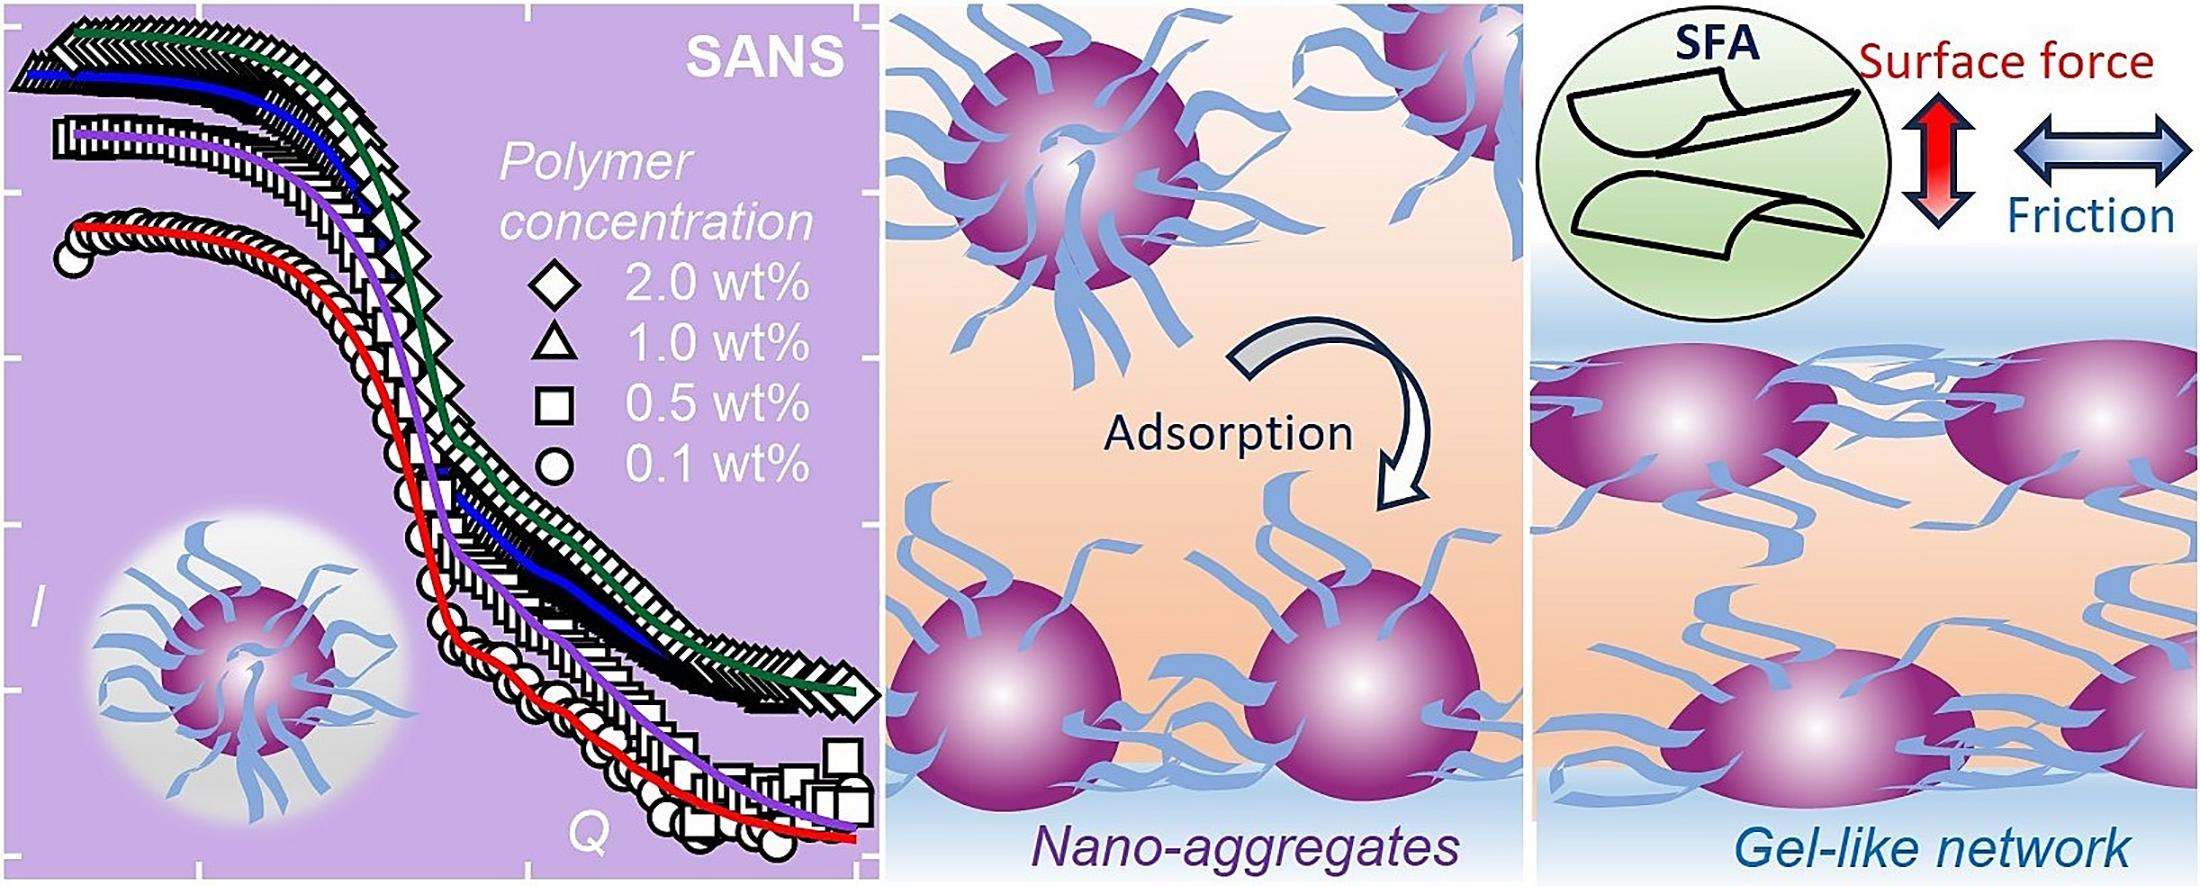 SANS
Polymer
concentration
2.0 wt%
1.0 wt%
0.5 wt%
0.1 wt%
I
Q
Adsorption
Nano-aggregates
SFA
Surface force
Friction
Gel-like network